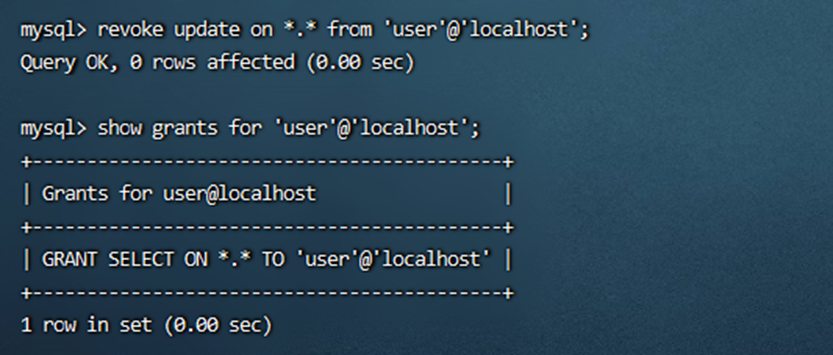 mysql> revoke update on *.* from 'user'@'localhost';
Query OK, 0 rows affected (0.00 sec)
mysql> show grants for 'user'@'localhost';
+-------------------------------------------+
| Grants for user@localhost                 |
+-------------------------------------------+
| GRANT SELECT ON *.* TO 'user'@'localhost' |
+-------------------------------------------+
1 row in set (0.00 sec)